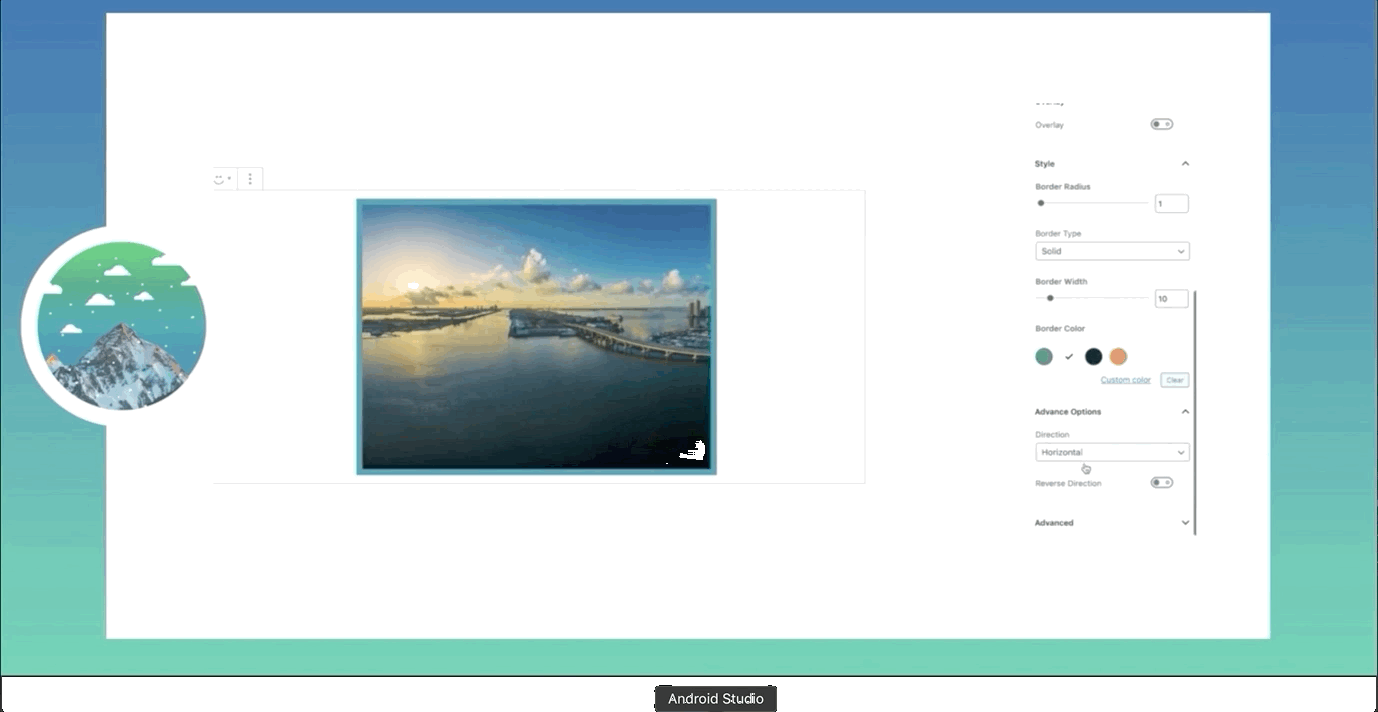 Overlay
Style
Border Radius
1
Border Type
Solid
Border Width
10
Border Color
Custom color
Clear
Advance Options
Direction
Horizontal
Reverse Direction
Advanced
Android Studio